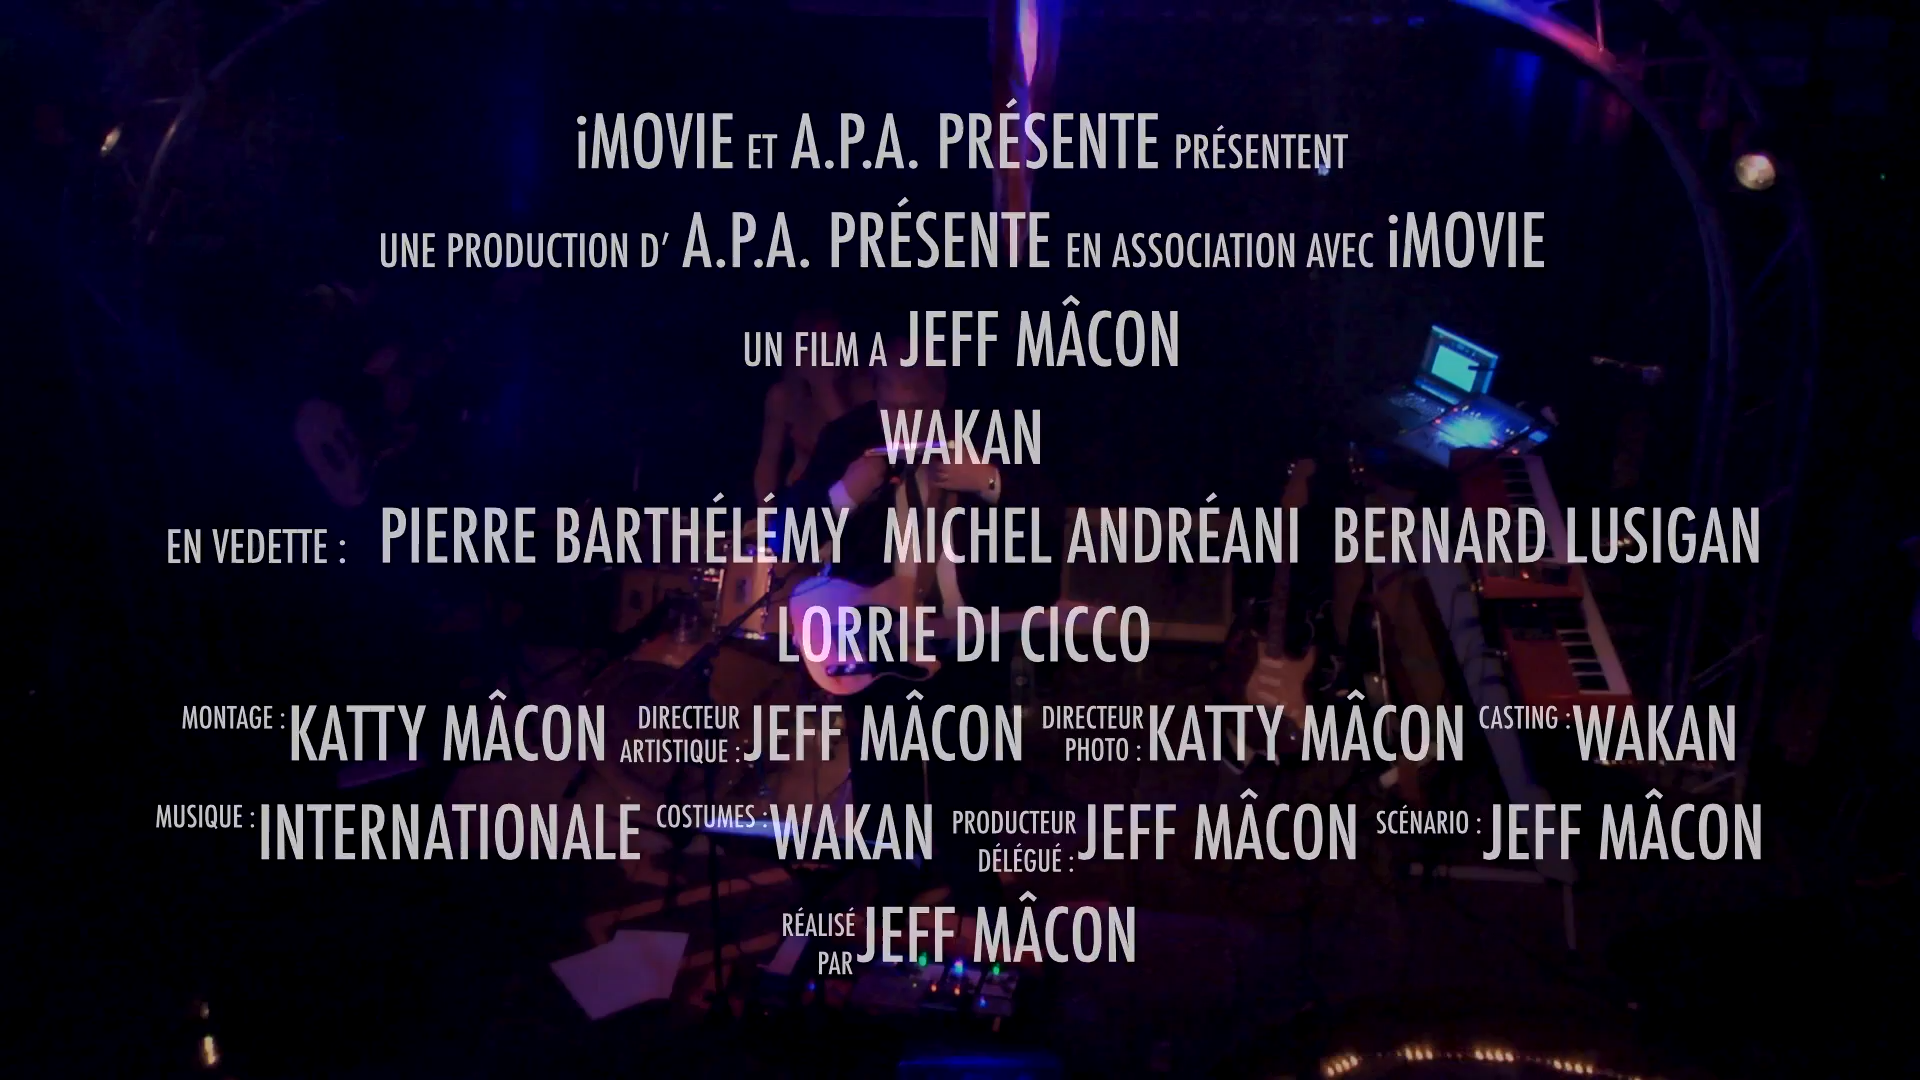 iMOVIE ET A.P.A. PRÉSENTE PRÉSENTENT
UNE PRODUCTION D' A.P.A. PRÉSENTE EN ASSOCIATION AVEC iMOVIE
UN FILM A JEFF MÂCON
WAKAN
EN VEDETTE : PIERRE BARTHÉLÉMY MICHEL ANDRÉANI BERNARD LUSIGAN
LORRIE DI CICCO
MONTAGE : KATTY MÂCON DIRECTEUR ARTISTIQUE : JEFF MÂCON DIRECTEUR PHOTO : KATTY MÂCON CASTING : WAKAN
MUSIQUE : INTERNATIONALE COSTUMES : WAKAN PRODUCTEUR DÉLÉGUÉ : JEFF MÂCON SCÉNARIO : JEFF MÂCON
RÉALISÉ PAR JEFF MÂCON